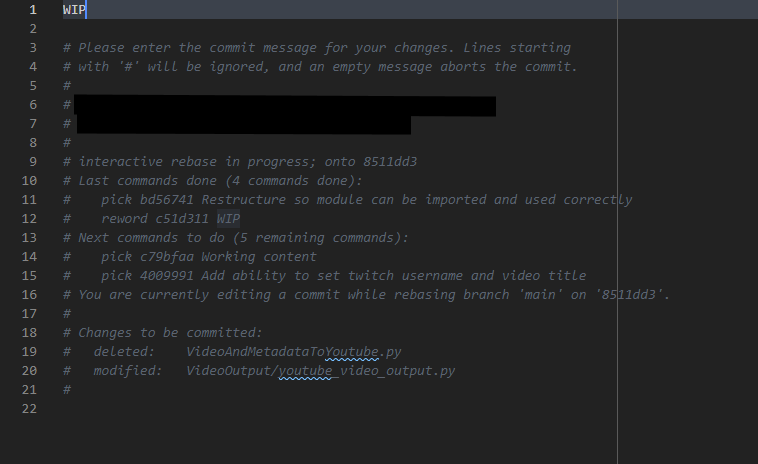 1 WIP
2
3 # Please enter the commit message for your changes. Lines starting
4 # with '#' will be ignored, and an empty message aborts the commit.
5 #
6 #
7 #
8 #
9 # interactive rebase in progress; onto 8511dd3
10 # Last commands done (4 commands done):
11 #    pick bd56741 Restructure so module can be imported and used correctly
12 #    reword c51d311 WIP
13 # Next commands to do (5 remaining commands):
14 #    pick c79bfaa Working content
15 #    pick 4009991 Add ability to set twitch username and video title
16 # You are currently editing a commit while rebasing branch 'main' on '8511dd3'.
17 #
18 # Changes to be committed:
19 #   deleted:    VideoAndMetadataToYoutube.py
20 #   modified:   VideoOutput/youtube_video_output.py
21 #
22